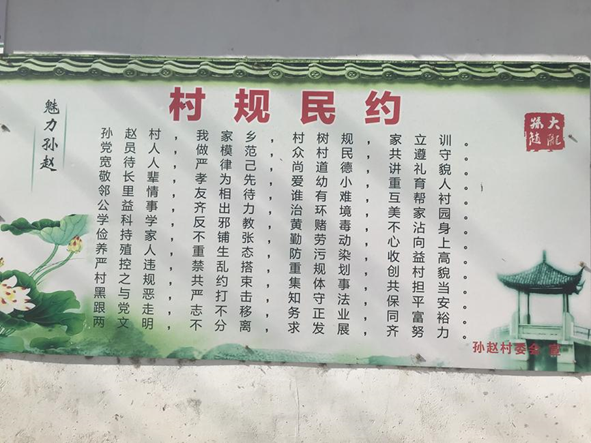 村规民约
魅力孙赵
孙赵村，我家乡，村树规，家立训。
党员人，做模范，众村民，共遵守。
宽待人，严律己，尚道德，讲礼貌。
敬长辈，孝为先，爱幼小，重育人。
邻里情，友相待，谁有难，互帮衬。
公益事，齐出力，治环境，美家园。
学科学，反邪教，黄赌毒，不沾身。
俭持家，不铺张，勤劳动，心向上。
养殖人，重生态，防污染，收益高。
严控违，禁乱搭，重规划，创村貌。
村之规，共约束，集体事，共担当。
黑与恶，严打击，知守法，保平安。
跟党走，志不移，务正业，同富裕。
两文明，不分离，求发展，齐努力。
孙赵村委会